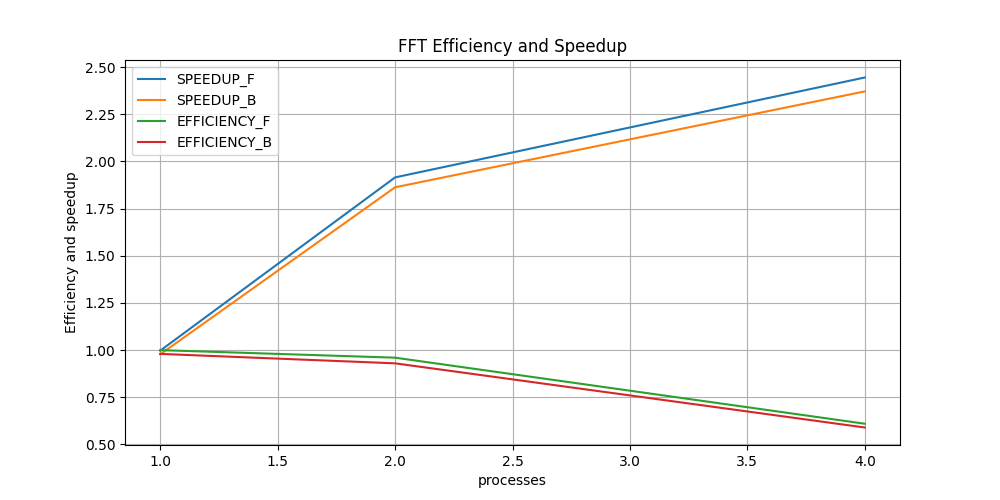 FFT Efficiency and Speedup
SPEEDUP_F
SPEEDUP_B
EFFICIENCY_F
EFFICIENCY_B
Efficiency and speedup
2.50
2.25
2.00
1.75
1.50
1.25
1.00
0.75
0.50
1.0 1.5 2.0 2.5 3.0 3.5 4.0
processes